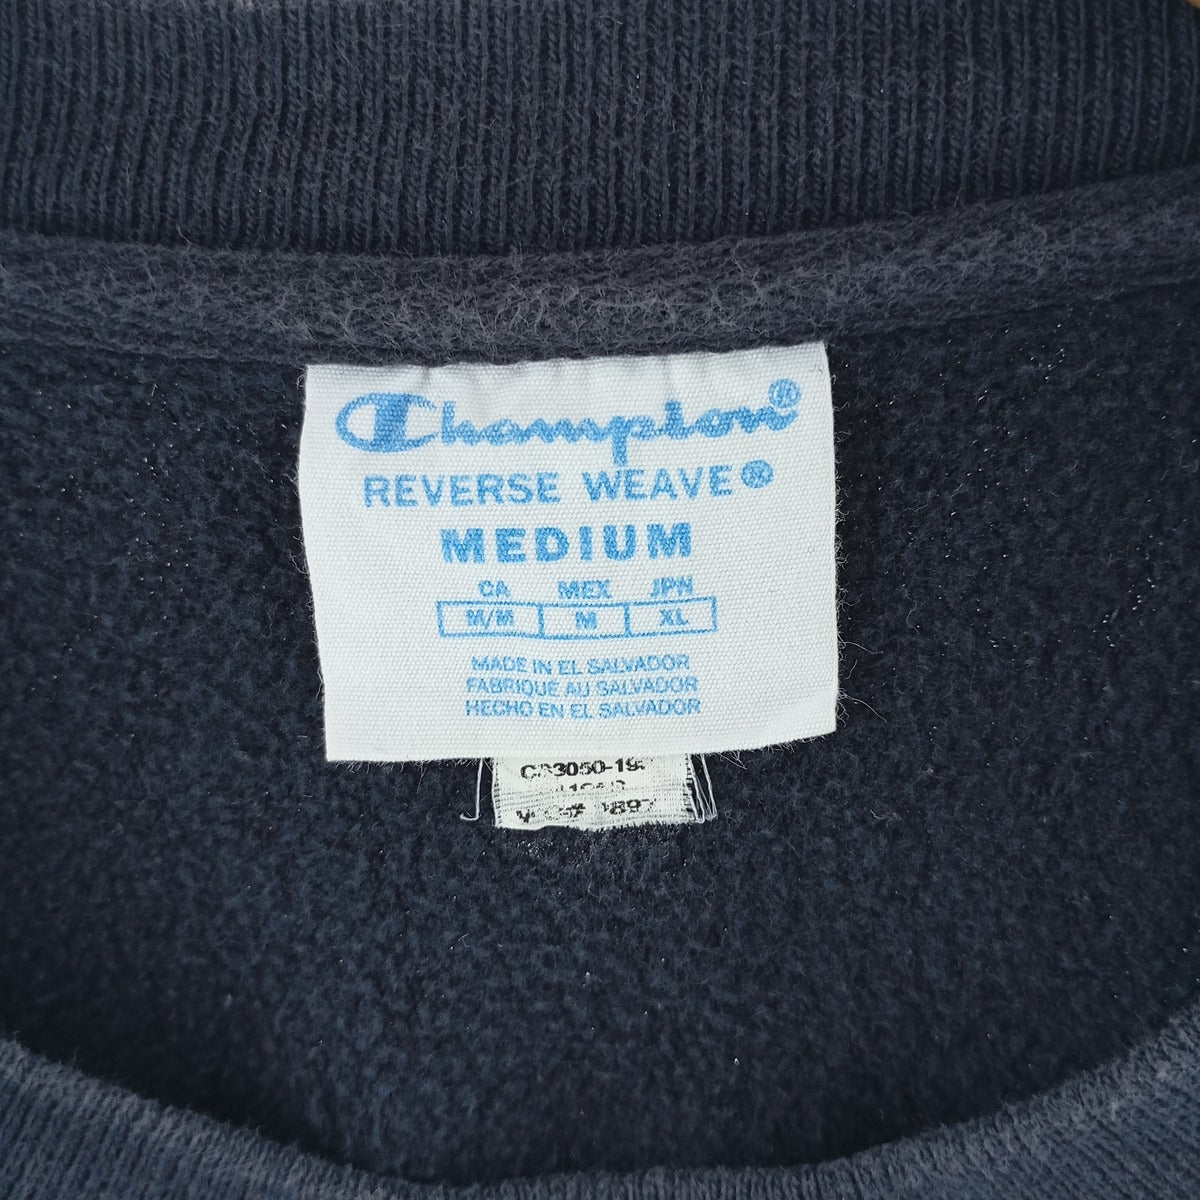 Champion®
REVERSE WEAVE®
MEDIUM
CA MEX JPN
M/M M XL
MADE IN EL SALVADOR
FABRIQUÉ AU SALVADOR
HECHO EN EL SALVADOR